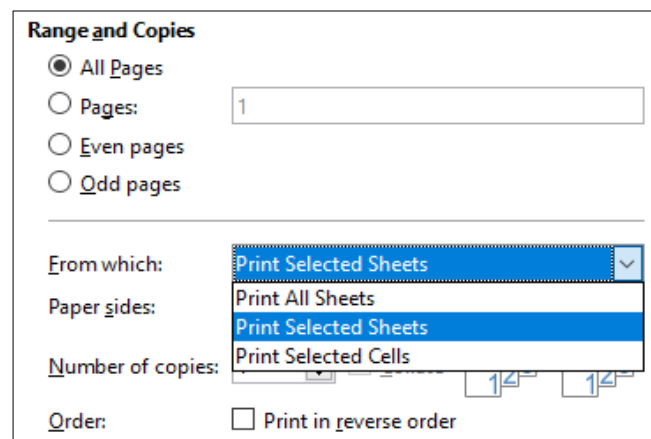 Range and Copies
All Pages
Pages: 1
Even pages
Odd pages
From which: Print Selected Sheets
Print All Sheets
Paper sides:
Print Selected Sheets
Print Selected Cells
Number of copies:
Order: Print in reverse order